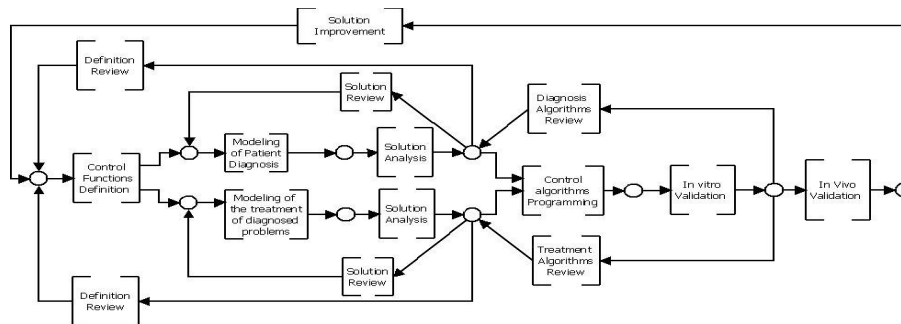 Solution
Improvement
Definition
Review
Solution
Review
Diagnosis
Algorithms
Review
Control
Functions
Definition
Modeling
of Patient
Diagnosis
Solution
Analysis
Control
algorithms
Programming
In vitro
Validation
In Vivo
Validation
Modeling of
the treatment
of diagnosed
problems
Solution
Analysis
Solution
Review
Treatment
Algorithms
Review
Definition
Review